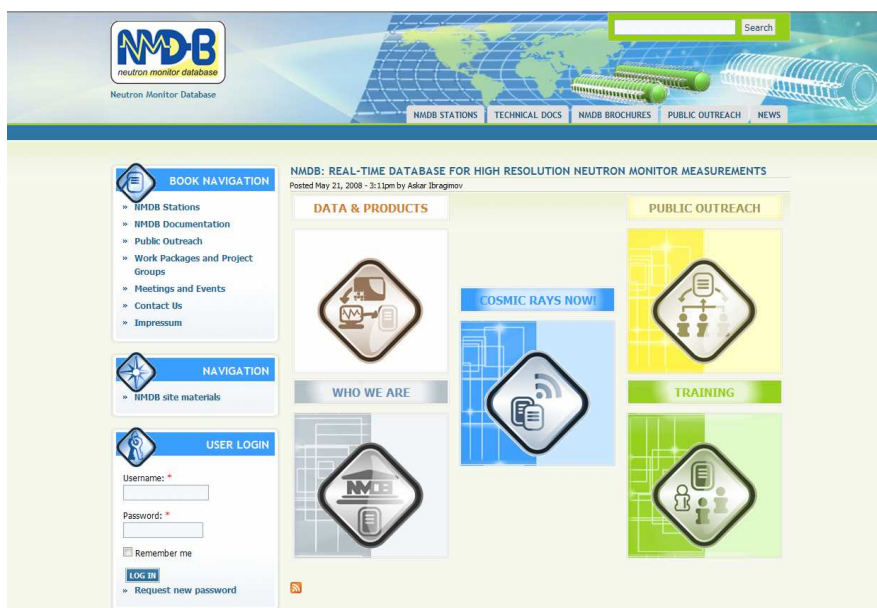 NMDB
neutron monitor database
Neutron Monitor Database
Search
NMDB STATIONS
TECHNICAL DOCS
NMDB BROCHURES
PUBLIC OUTREACH
NEWS
BOOK NAVIGATION
» NMDB Stations
» NMDB Documentation
» Public Outreach
» Work Packages and Project
Groups
» Meetings and Events
» Contact Us
» Impressum
NAVIGATION
» NMDB site materials
USER LOGIN
Username: *
Password: *
Remember me
LOG IN
» Request new password
NMDB: REAL-TIME DATABASE FOR HIGH RESOLUTION NEUTRON MONITOR MEASUREMENTS
Posted May 21, 2008 - 3:11pm by Askar Ibragimov
DATA & PRODUCTS
PUBLIC OUTREACH
COSMIC RAYS NOW!
WHO WE ARE
NMDB
TRAINING